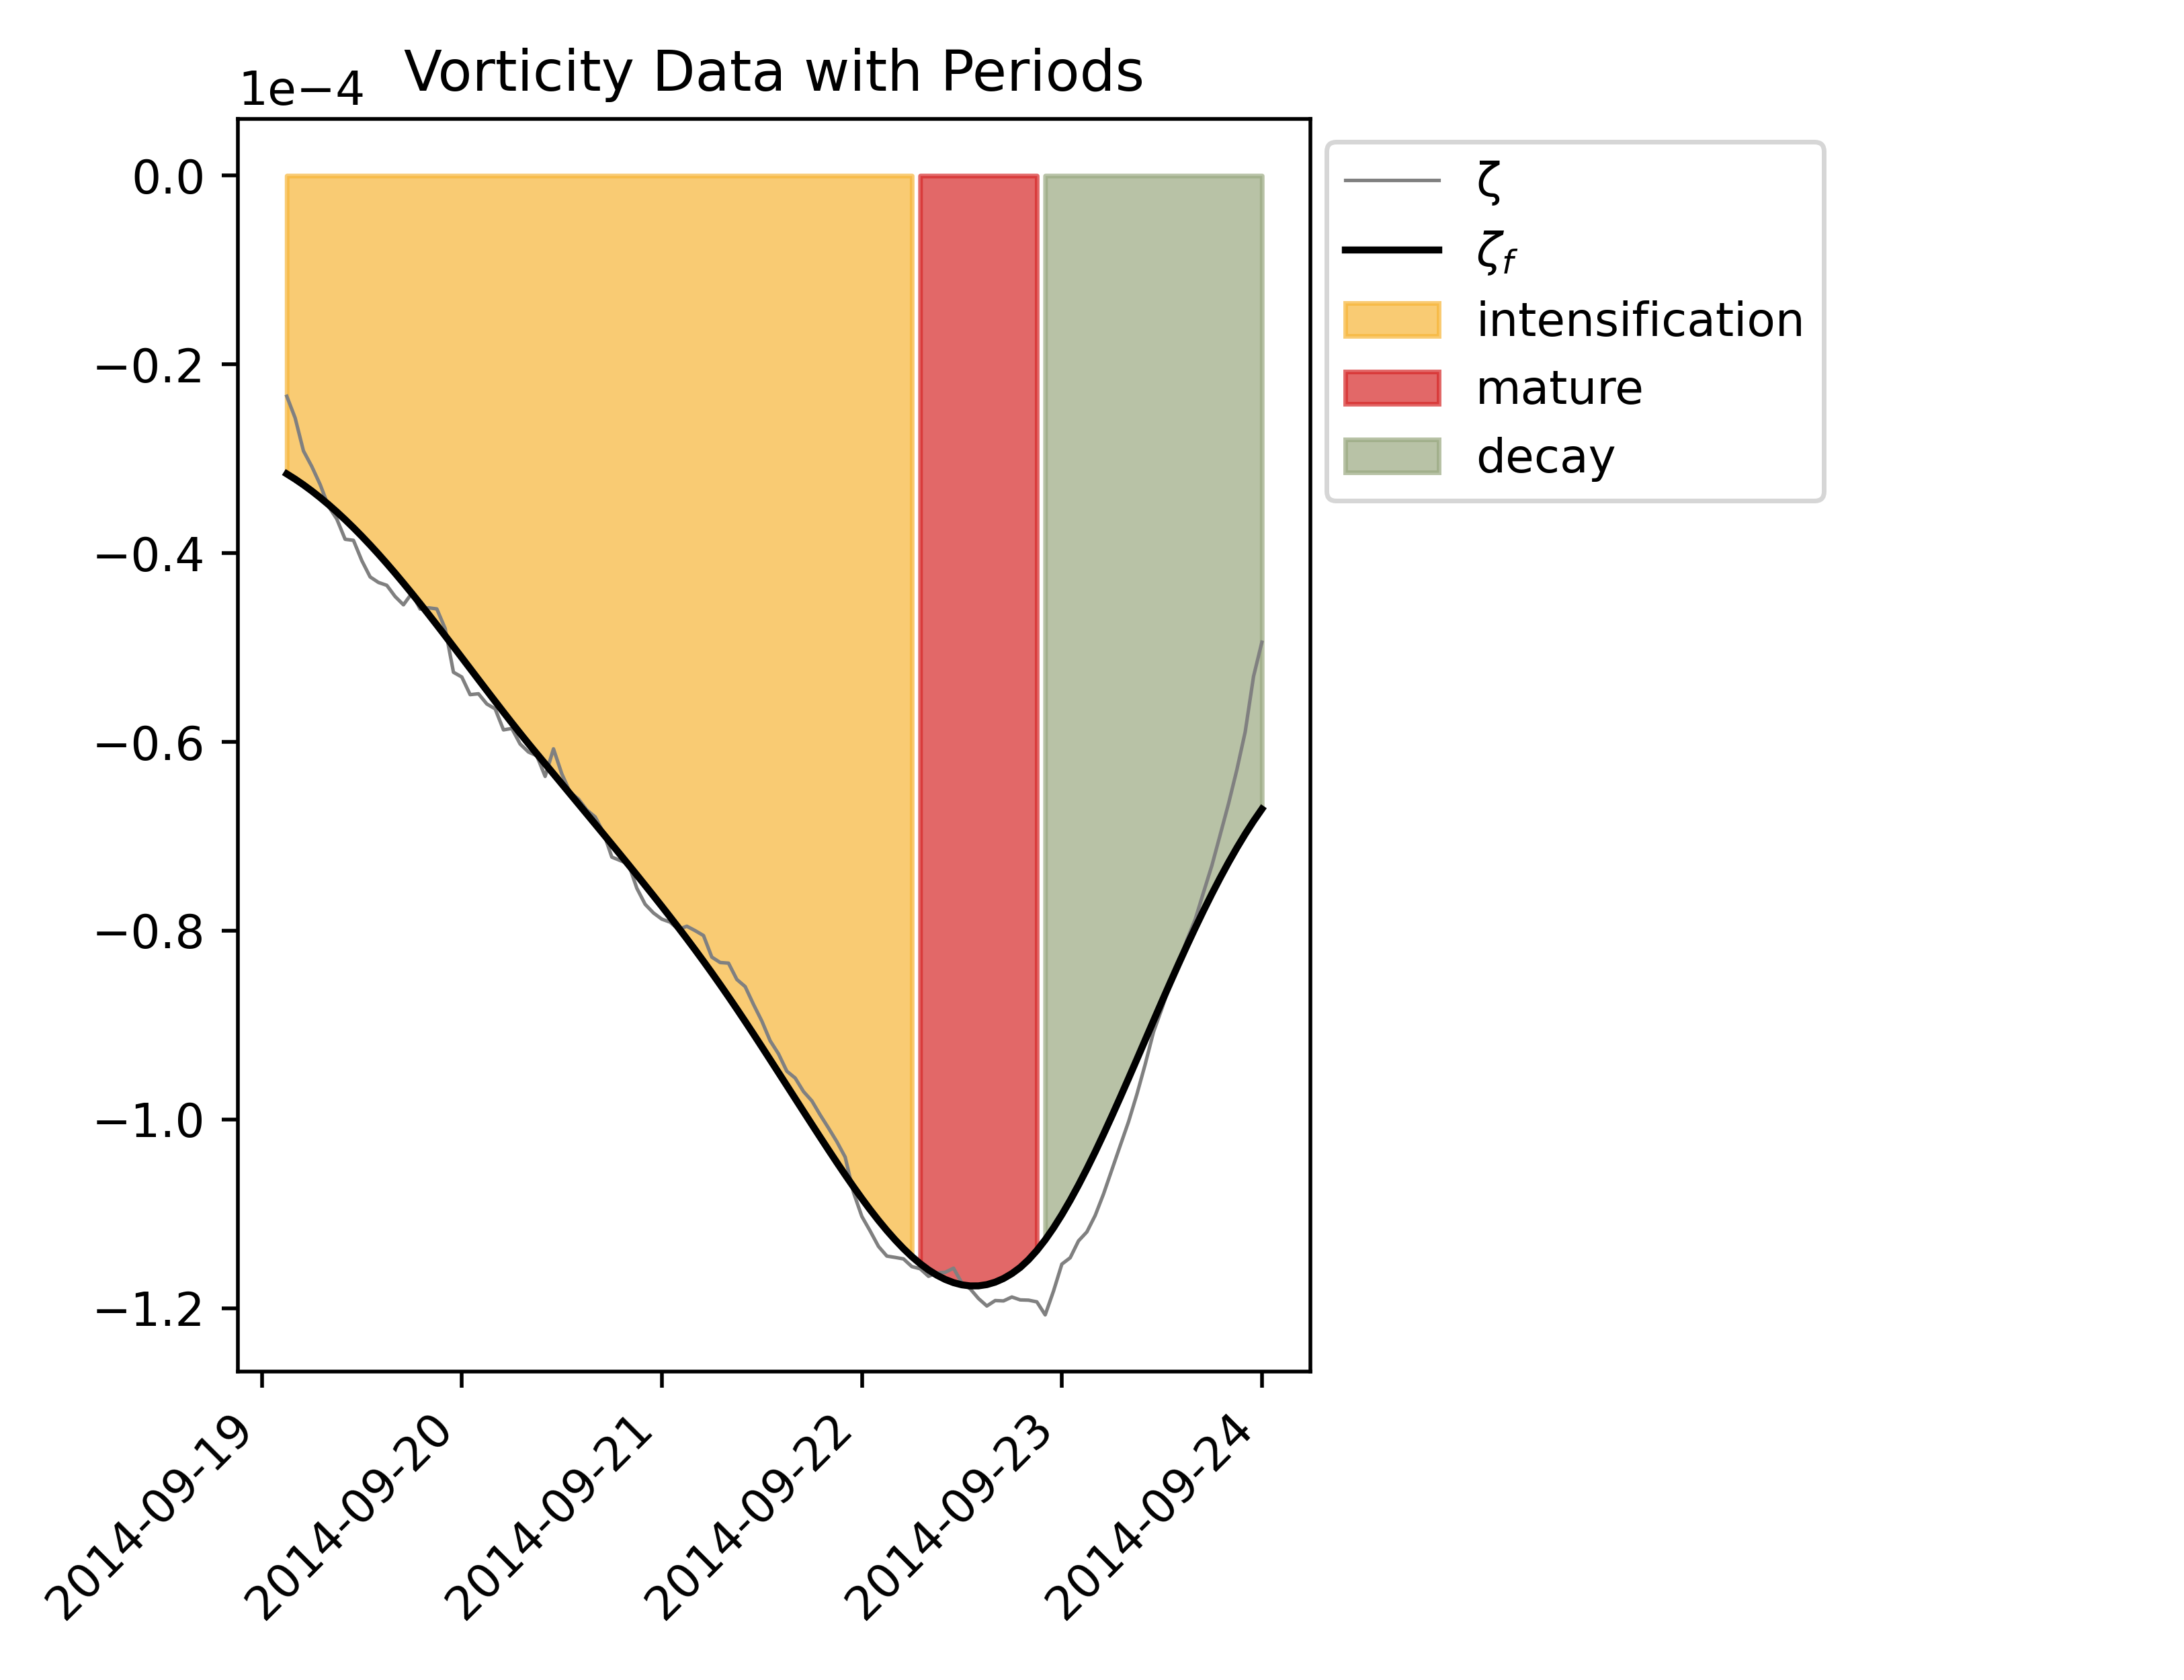 Vorticity Data with Periods
1e−4
0.0
−0.2
−0.4
−0.6
−0.8
−1.0
−1.2
2014-09-19
2014-09-20
2014-09-21
2014-09-22
2014-09-23
2014-09-24
ζ
ζf
intensification
mature
decay